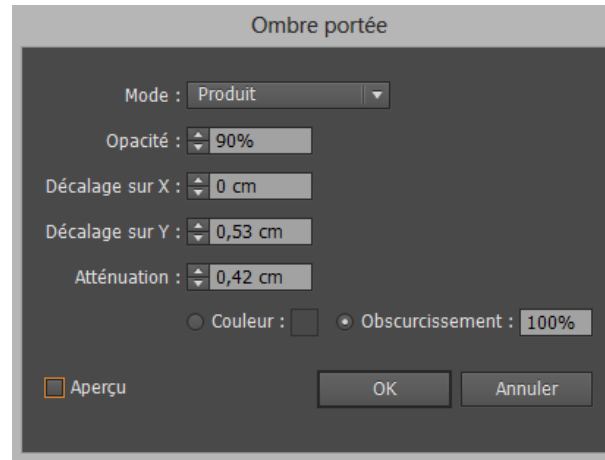 Ombre portée
Mode : Produit
Opacité : 90%
Décalage sur X : 0 cm
Décalage sur Y : 0,53 cm
Atténuation : 0,42 cm
Couleur : Obscurcissement : 100%
Aperçu OK Annuler